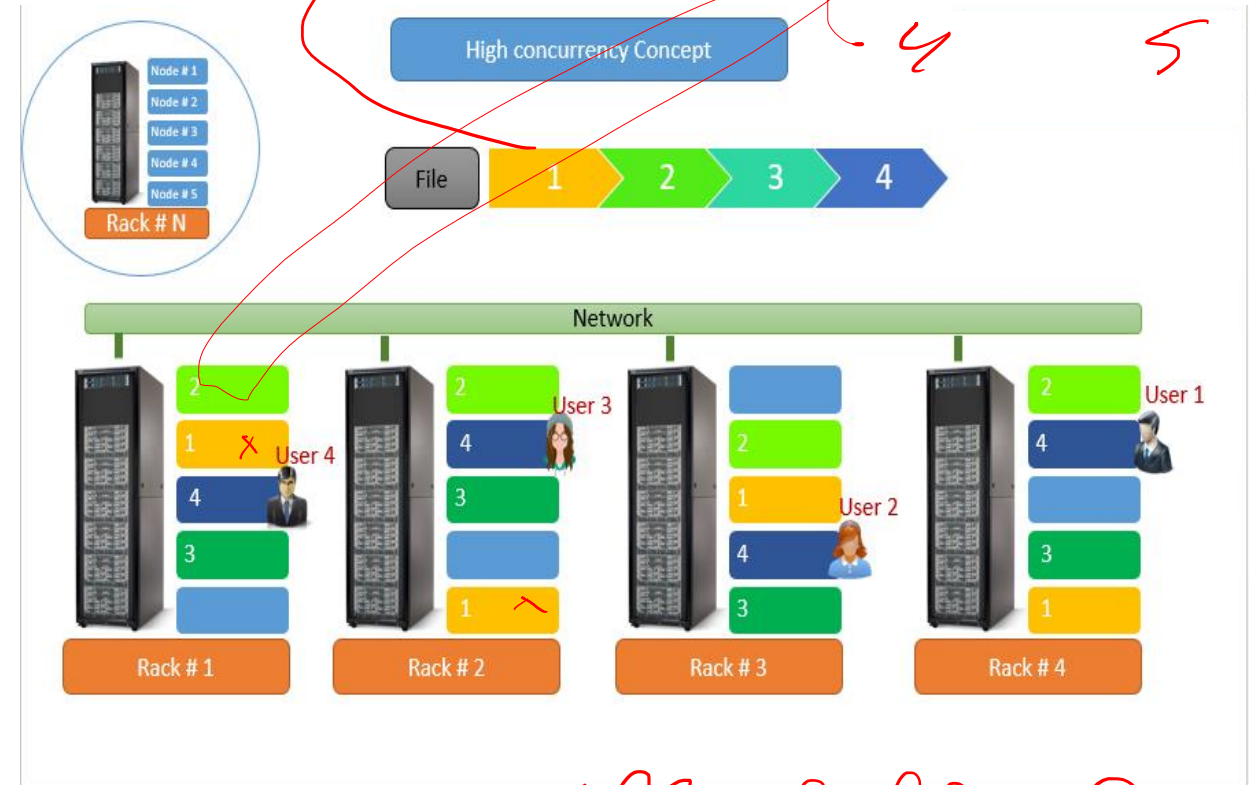 High concurrency Concept
4 5
Node # 1
Node # 2
Node # 3
Node # 4
Node # 5
Rack # N
File 1 2 3 4
Network
2
1 x
4
3
User 4
Rack # 1
2
4
3
1
User 3
Rack # 2
2
1
4
3
User 2
Rack # 3
2
4
3
1
User 1
Rack # 4